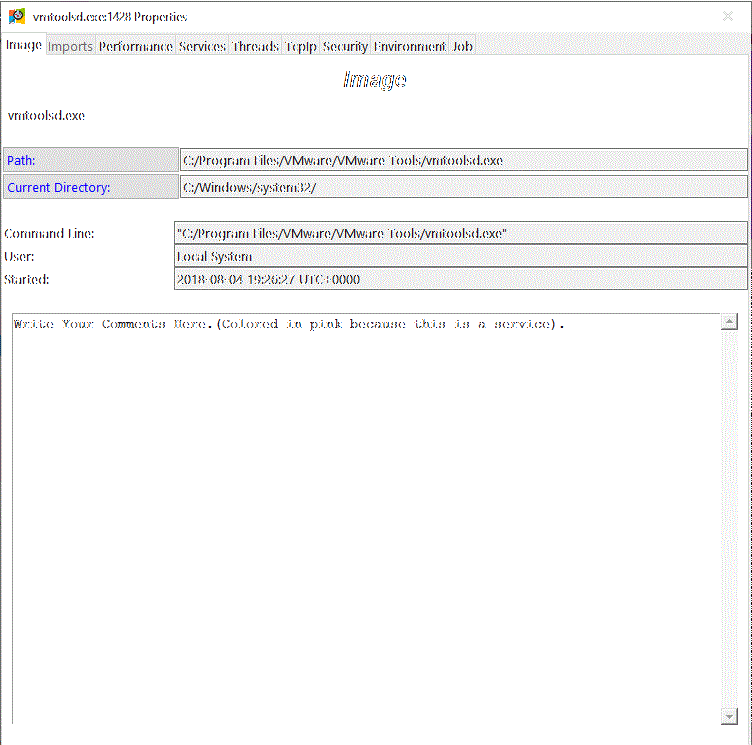 vmtoolsd.exe:1428 Properties
Image Imports Performance Services Threads TcpIp Security Environment Job
Image
vmtoolsd.exe
Path: C:/Program Files/VMware/VMware Tools/vmtoolsd.exe
Current Directory: C:/Windows/system32/
Command Line: "C:/Program Files/VMware/VMware Tools/vmtoolsd.exe"
User: Local System
Started: 2018-08-04 19:26:27 UTC+0000
Write Your Comments Here.(Colored in pink because this is a service).